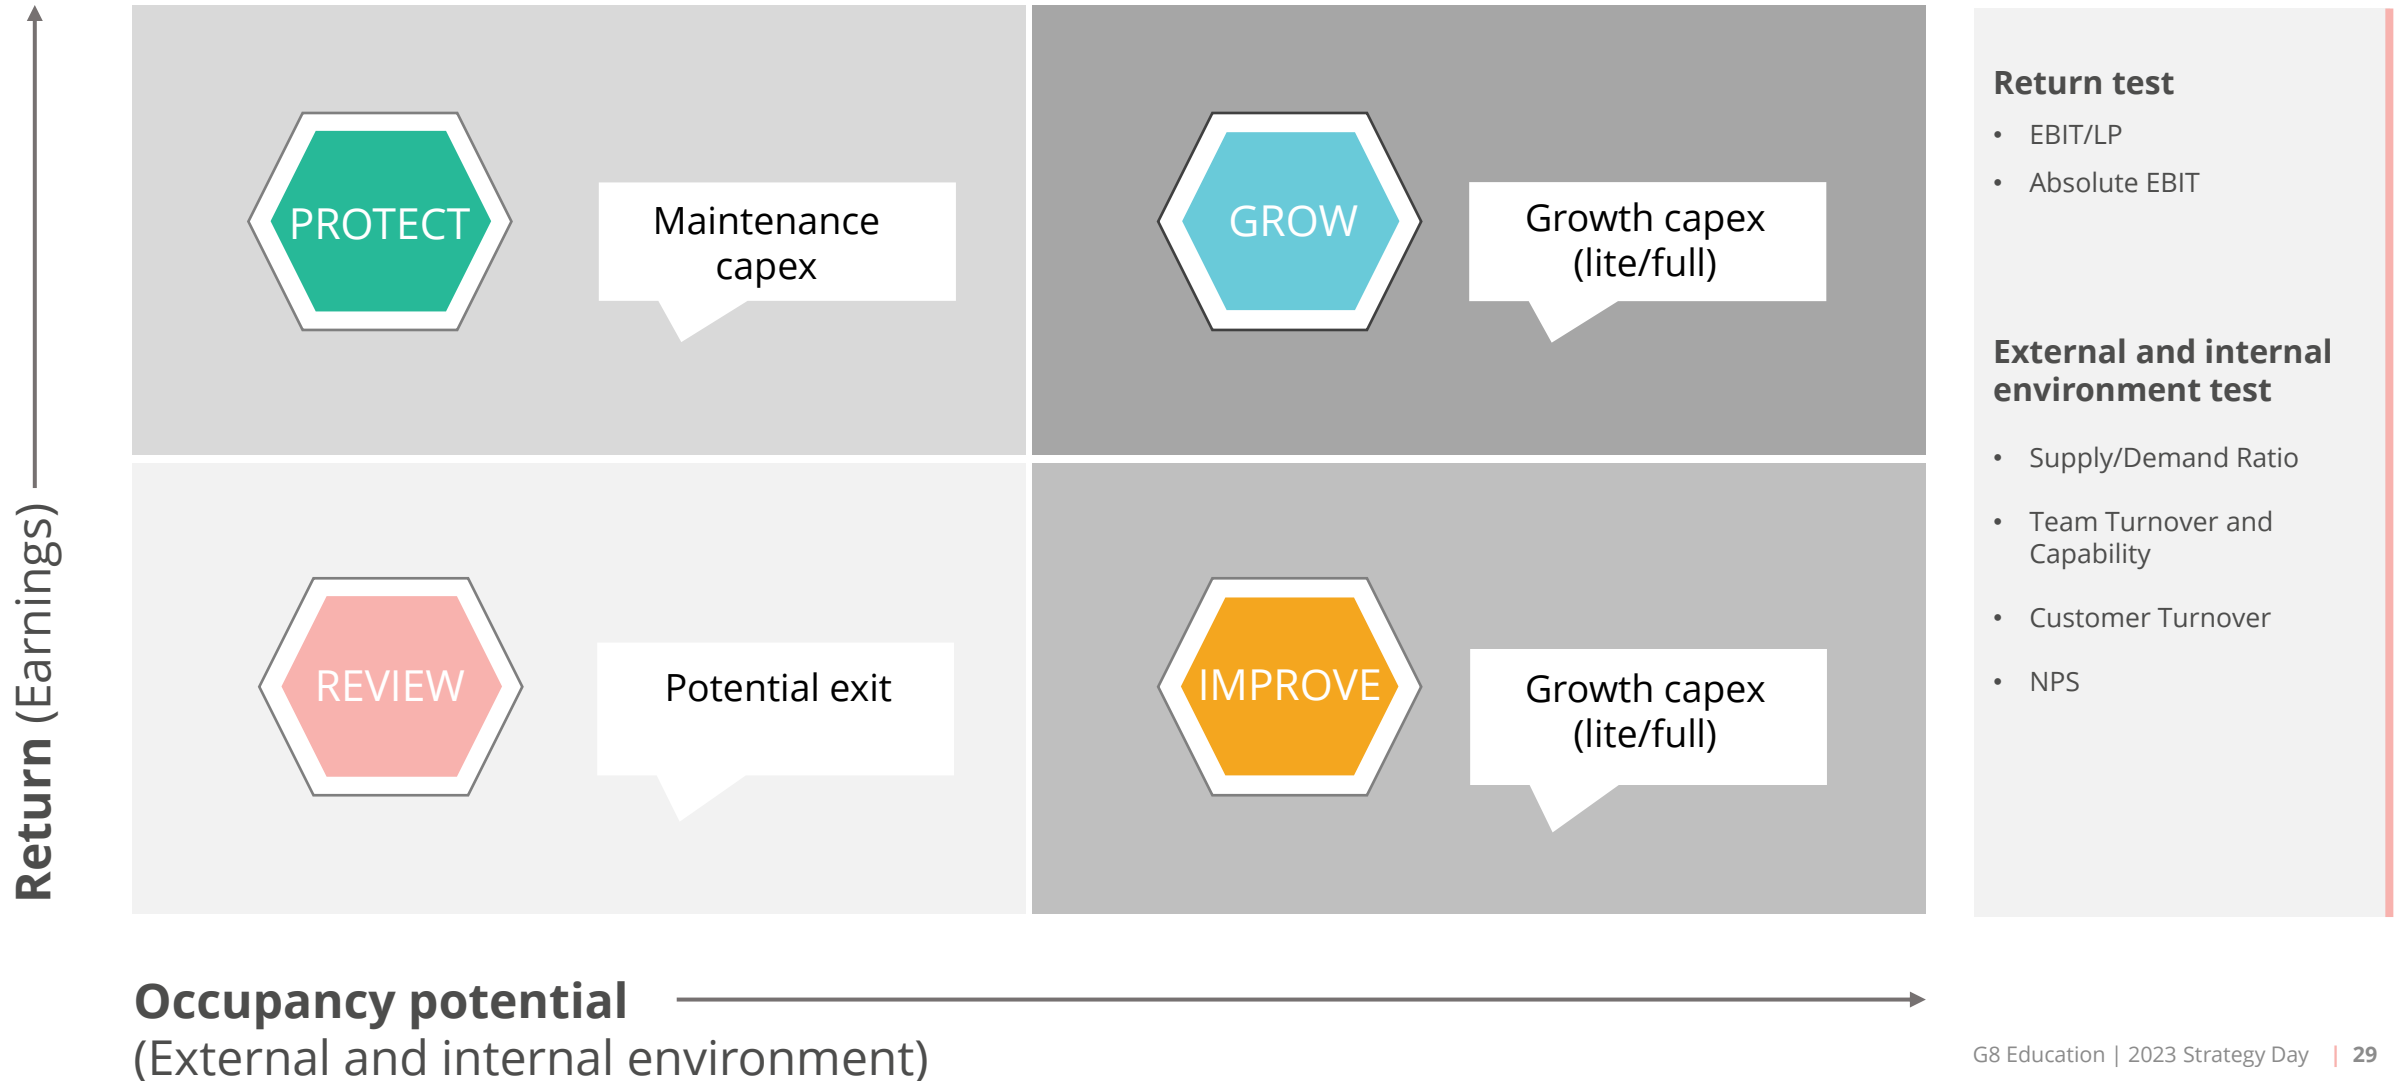 Return (Earnings)
PROTECT
Maintenance
capex
GROW
Growth capex
(lite/full)
REVIEW
Potential exit
IMPROVE
Growth capex
(lite/full)
Occupancy potential
(External and internal environment)
Return test
• EBIT/LP
• Absolute EBIT
External and internal
environment test
• Supply/Demand Ratio
• Team Turnover and
Capability
• Customer Turnover
• NPS
G8 Education | 2023 Strategy Day | 29